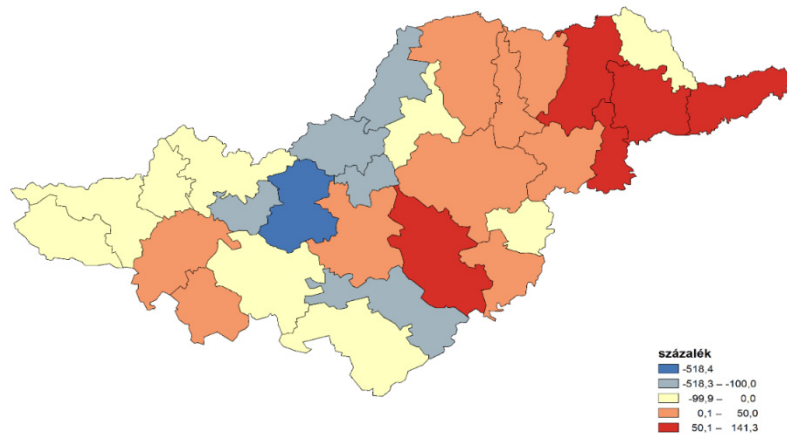 százalék
-518,4
-518,3 – -100,0
-99,9 – 0,0
0,1 – 50,0
50,1 – 141,3